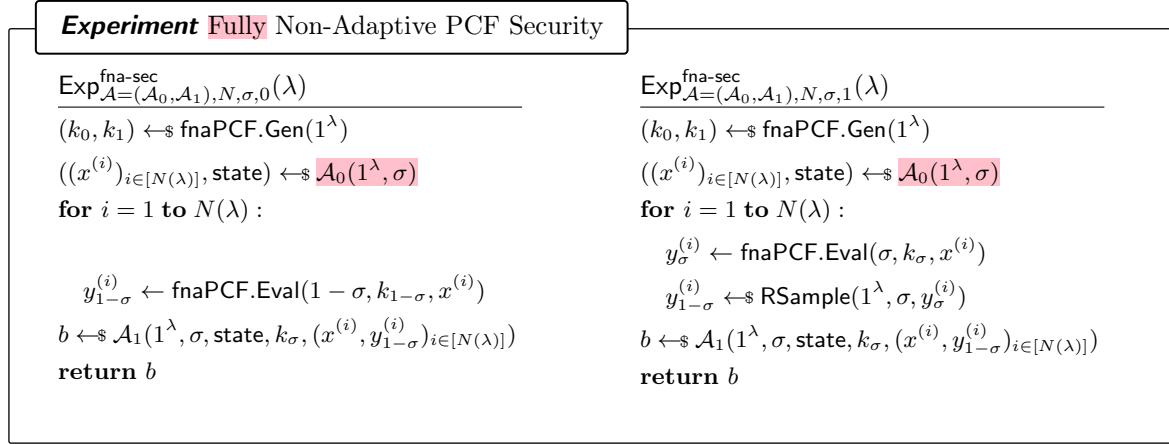 Experiment Fully Non-Adaptive PCF Security
Exp^{fna-sec}_{𝒜=(𝒜_0,𝒜_1),N,σ,0}(λ)
(k_0, k_1) ←$ fnaPCF.Gen(1^λ)
((x^{(i)})_{i∈[N(λ)]}, state) ←$ 𝒜_0(1^λ, σ)
for i = 1 to N(λ) :
y^{(i)}_{1−σ} ← fnaPCF.Eval(1 − σ, k_{1−σ}, x^{(i)})
b ←$ 𝒜_1(1^λ, σ, state, k_σ, (x^{(i)}, y^{(i)}_{1−σ})_{i∈[N(λ)]})
return b
Exp^{fna-sec}_{𝒜=(𝒜_0,𝒜_1),N,σ,1}(λ)
(k_0, k_1) ←$ fnaPCF.Gen(1^λ)
((x^{(i)})_{i∈[N(λ)]}, state) ←$ 𝒜_0(1^λ, σ)
for i = 1 to N(λ) :
y^{(i)}_σ ← fnaPCF.Eval(σ, k_σ, x^{(i)})
y^{(i)}_{1−σ} ←$ RSample(1^λ, σ, y^{(i)}_σ)
b ←$ 𝒜_1(1^λ, σ, state, k_σ, (x^{(i)}, y^{(i)}_{1−σ})_{i∈[N(λ)]})
return b